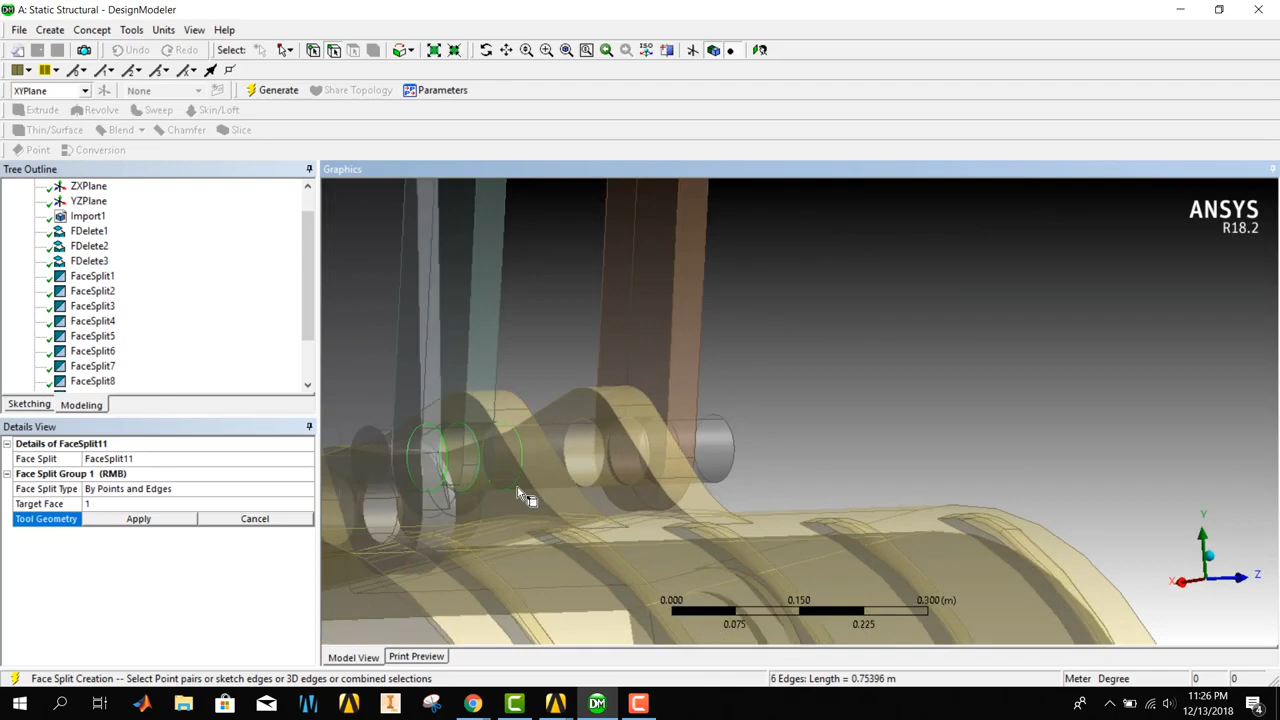 A: Static Structural - DesignModeler
File Create Concept Tools Units View Help
Undo Redo Select:
XYPlane None Generate Share Topology Parameters
Extrude Revolve Sweep Skin/Loft
Thin/Surface Blend Chamfer Slice
Point Conversion
Tree Outline Graphics
ZXPlane
YZPlane
Import1
FDelete1
FDelete2
FDelete3
FaceSplit1
FaceSplit2
FaceSplit3
FaceSplit4
FaceSplit5
FaceSplit6
FaceSplit7
FaceSplit8
Sketching Modeling
Details View
Details of FaceSplit11
Face Split FaceSplit11
Face Split Group 1 (RMB)
Face Split Type By Points and Edges
Target Face 1
Tool Geometry Apply Cancel
ANSYS
R18.2
Y
X Z
0.000 0.150 0.300 (m)
0.075 0.225
Model View Print Preview
Face Split Creation -- Select Point pairs or sketch edges or 3D edges or combined selections 6 Edges: Length = 0.75396 m Meter Degree 0 0
11:26 PM
12/13/2018
4